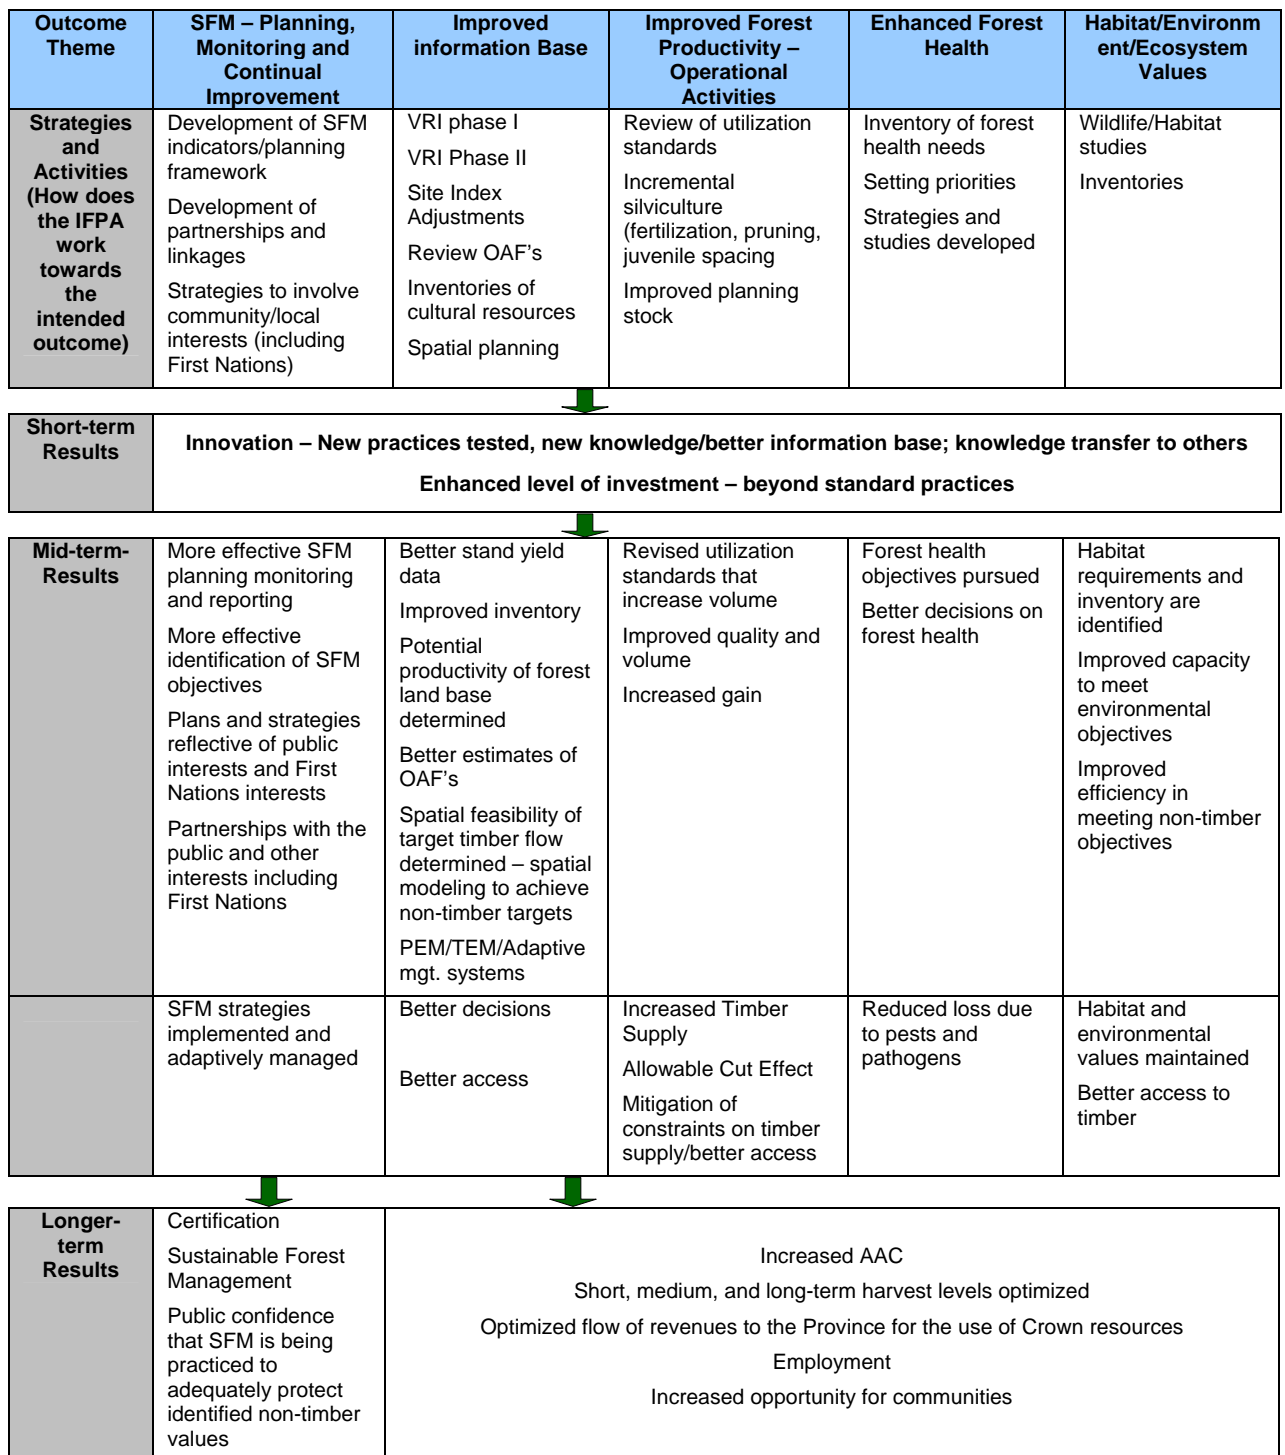 Outcome
Theme
SFM – Planning,
Monitoring and
Continual
Improvement
Improved
information Base
Improved Forest
Productivity –
Operational
Activities
Enhanced Forest
Health
Habitat/Environm
ent/Ecosystem
Values
Strategies
and
Activities
(How does
the IFPA
work
towards
the
intended
outcome)
Development of SFM
indicators/planning
framework
Development of
partnerships and
linkages
Strategies to involve
community/local
interests (including
First Nations)
VRI phase I
VRI Phase II
Site Index
Adjustments
Review OAF's
Inventories of
cultural resources
Spatial planning
Review of utilization
standards
Incremental
silviculture
(fertilization, pruning,
juvenile spacing
Improved planning
stock
Inventory of forest
health needs
Setting priorities
Strategies and
studies developed
Wildlife/Habitat
studies
Inventories
Short-term
Results
Innovation – New practices tested, new knowledge/better information base; knowledge transfer to others
Enhanced level of investment – beyond standard practices
Mid-term-
Results
More effective SFM
planning monitoring
and reporting
More effective
identification of SFM
objectives
Plans and strategies
reflective of public
interests and First
Nations interests
Partnerships with the
public and other
interests including
First Nations
Better stand yield
data
Improved inventory
Potential
productivity of forest
land base
determined
Better estimates of
OAF's
Spatial feasibility of
target timber flow
determined – spatial
modeling to achieve
non-timber targets
PEM/TEM/Adaptive
mgt. systems
Revised utilization
standards that
increase volume
Improved quality and
volume
Increased gain
Forest health
objectives pursued
Better decisions on
forest health
Habitat
requirements and
inventory are
identified
Improved capacity
to meet
environmental
objectives
Improved
efficiency in
meeting non-timber
objectives
SFM strategies
implemented and
adaptively managed
Better decisions
Better access
Increased Timber
Supply
Allowable Cut Effect
Mitigation of
constraints on timber
supply/better access
Reduced loss due
to pests and
pathogens
Habitat and
environmental
values maintained
Better access to
timber
Longer-
term
Results
Certification
Sustainable Forest
Management
Public confidence
that SFM is being
practiced to
adequately protect
identified non-timber
values
Increased AAC
Short, medium, and long-term harvest levels optimized
Optimized flow of revenues to the Province for the use of Crown resources
Employment
Increased opportunity for communities